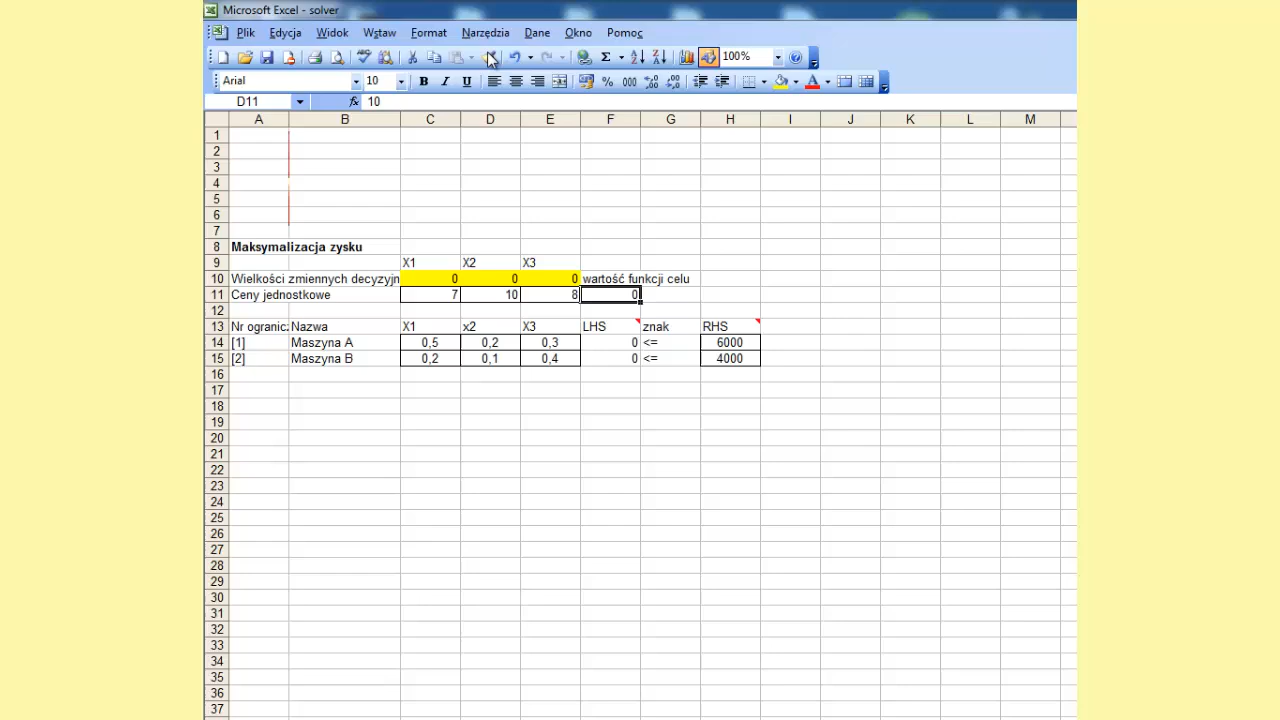 Microsoft Excel - solver
Plik Edycja Widok Wstaw Format Narzędzia Dane Okno Pomoc
100%
Arial 10
D11 fx 10
A B C D E F G H I J K L M
1
2
3
4
5
6
7
8 Maksymalizacja zysku
9 X1 X2 X3
10 Wielkości zmiennych decyzyjn 0 0 0 wartość funkcji celu
11 Ceny jednostkowe 7 10 8 0
12
13 Nr ogranicz Nazwa X1 x2 X3 LHS znak RHS
14 [1] Maszyna A 0,5 0,2 0,3 0 <= 6000
15 [2] Maszyna B 0,2 0,1 0,4 0 <= 4000
16
17
18
19
20
21
22
23
24
25
26
27
28
29
30
31
32
33
34
35
36
37